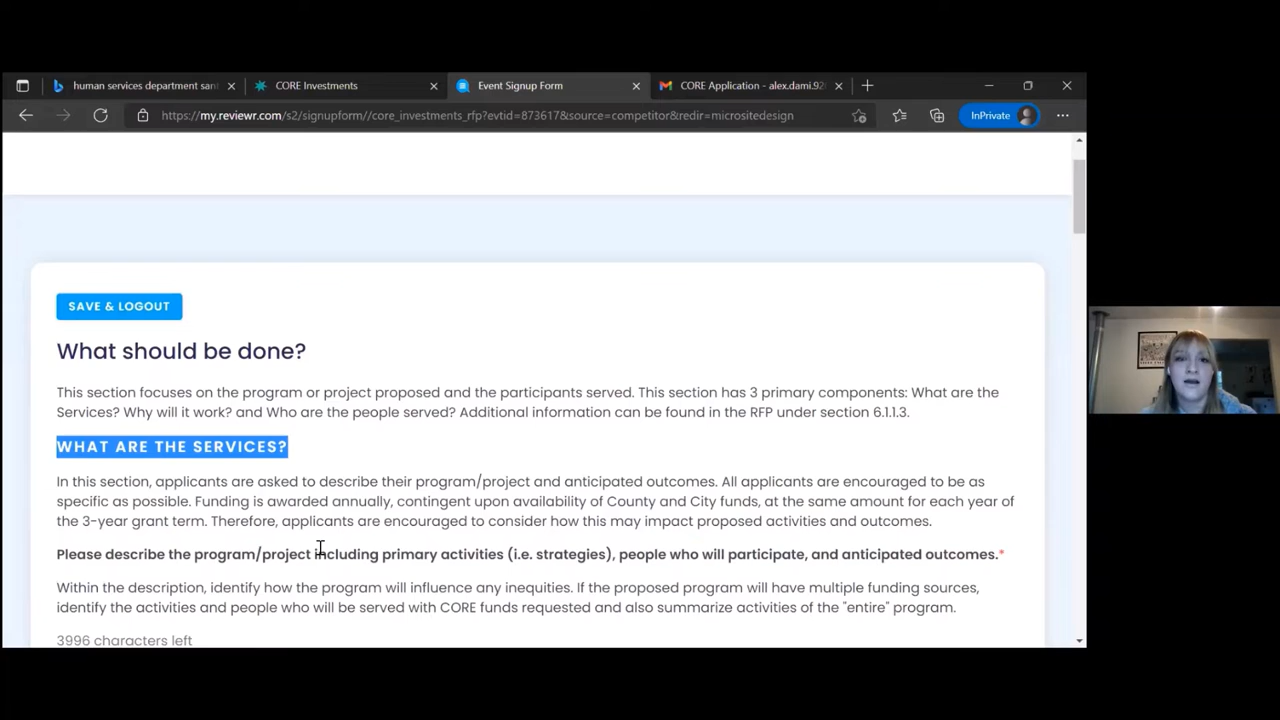 human services department sant
CORE Investments
Event Signup Form
CORE Application - alex.dami.92
https://my.reviewr.com/s2/signupform//core_investments_rfp?evtid=873617&source=competitor&redir=micrositedesign
InPrivate
SAVE & LOGOUT
What should be done?
This section focuses on the program or project proposed and the participants served. This section has 3 primary components: What are the
Services? Why will it work? and Who are the people served? Additional information can be found in the RFP under section 6.1.1.3.
WHAT ARE THE SERVICES?
In this section, applicants are asked to describe their program/project and anticipated outcomes. All applicants are encouraged to be as
specific as possible. Funding is awarded annually, contingent upon availability of County and City funds, at the same amount for each year of
the 3-year grant term. Therefore, applicants are encouraged to consider how this may impact proposed activities and outcomes.
Please describe the program/project including primary activities (i.e. strategies), people who will participate, and anticipated outcomes.*
Within the description, identify how the program will influence any inequities. If the proposed program will have multiple funding sources,
identify the activities and people who will be served with CORE funds requested and also summarize activities of the "entire" program.
3996 characters left